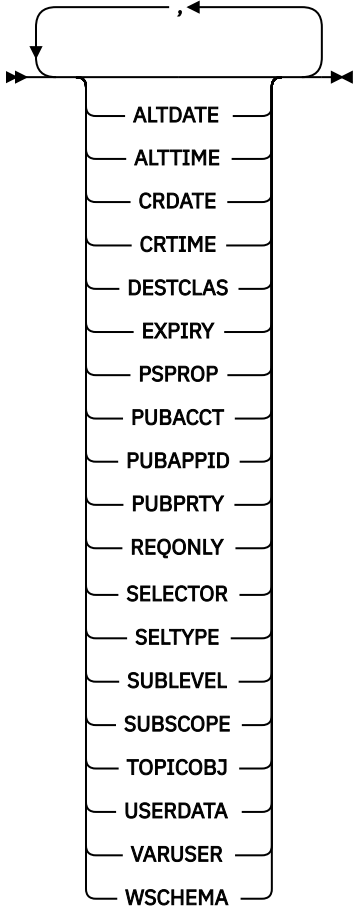 ,
ALTDATE
ALTTIME
CRDATE
CRTIME
DESTCLAS
EXPIRY
PSPROP
PUBACCT
PUBAPPID
PUBPRTY
REQONLY
SELECTOR
SELTYPE
SUBLEVEL
SUBSCOPE
TOPICOBJ
USERDATA
VARUSER
WSCHEMA